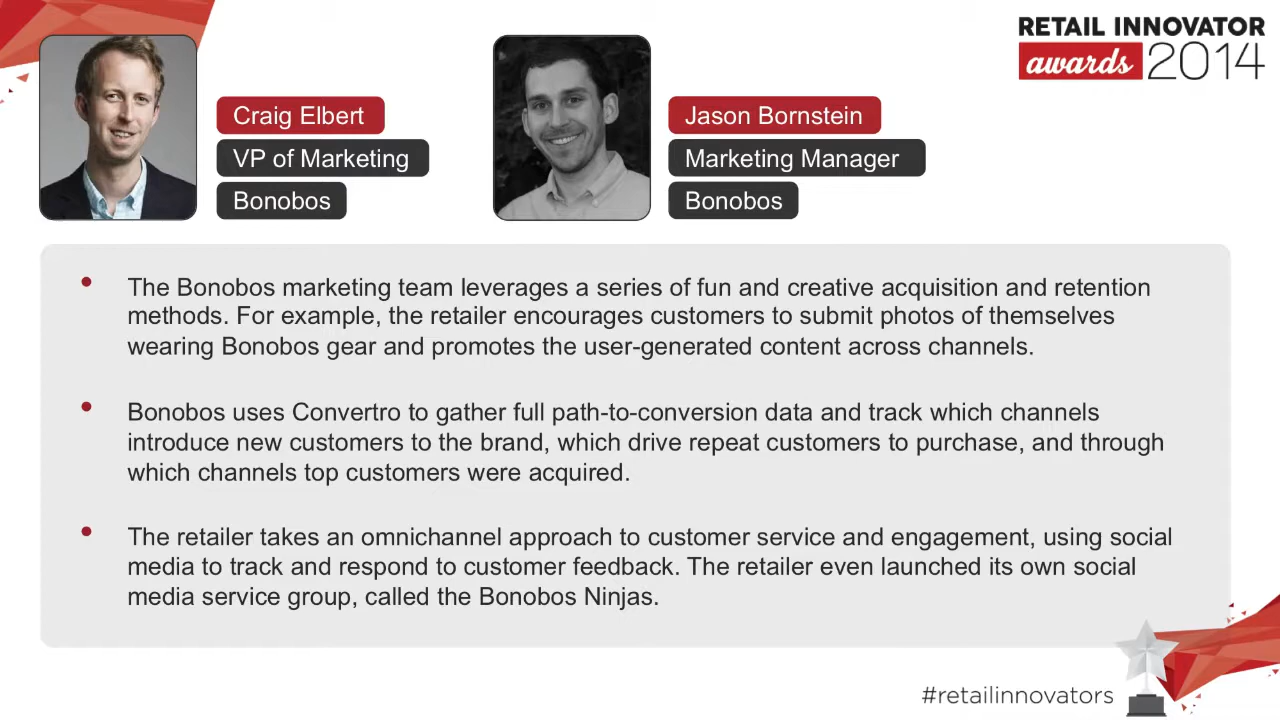 RETAIL INNOVATOR
awards 2014
Craig Elbert
VP of Marketing
Bonobos
Jason Bornstein
Marketing Manager
Bonobos
• The Bonobos marketing team leverages a series of fun and creative acquisition and retention
methods. For example, the retailer encourages customers to submit photos of themselves
wearing Bonobos gear and promotes the user-generated content across channels.
• Bonobos uses Convertro to gather full path-to-conversion data and track which channels
introduce new customers to the brand, which drive repeat customers to purchase, and through
which channels top customers were acquired.
• The retailer takes an omnichannel approach to customer service and engagement, using social
media to track and respond to customer feedback. The retailer even launched its own social
media service group, called the Bonobos Ninjas.
#retailinnovators